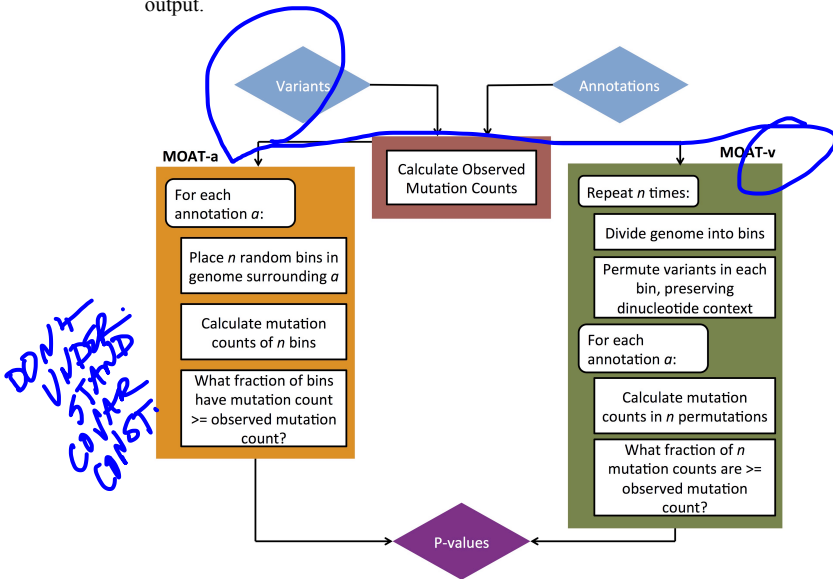 output.
Variants
Annotations
MOAT-a
MOAT-v
Calculate Observed
Mutation Counts
For each
annotation a:
Place n random bins in
genome surrounding a
Calculate mutation
counts of n bins
What fraction of bins
have mutation count
>= observed mutation
count?
Repeat n times:
Divide genome into bins
Permute variants in each
bin, preserving
dinucleotide context
For each
annotation a:
Calculate mutation
counts in n permutations
What fraction of n
mutation counts are >=
observed mutation
count?
P-values
DON'T
UNDER.
STAND
COVAR
CONST.